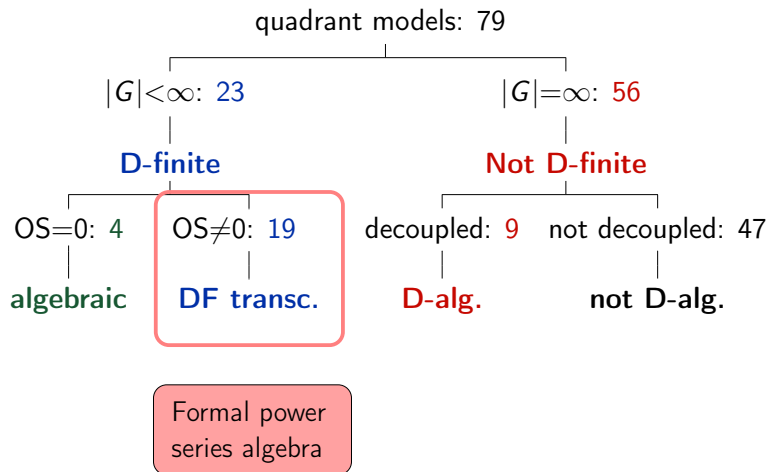 quadrant models: 79
|G|<∞: 23
|G|=∞: 56
D-finite
Not D-finite
OS=0: 4
OS≠0: 19
decoupled: 9
not decoupled: 47
algebraic
DF transc.
D-alg.
not D-alg.
Formal power
series algebra